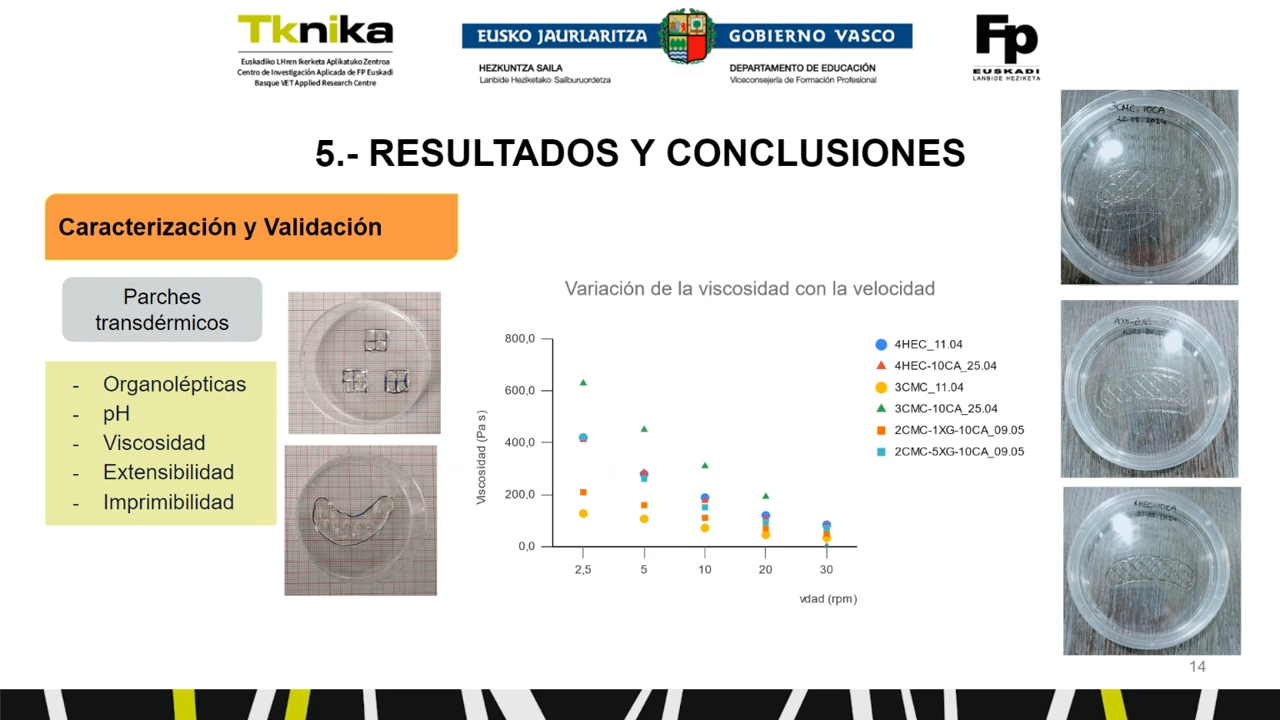 Tknika
Euskadiko LHren Ikerketa Aplikatuko Zentroa
Centro de Investigación Aplicada de FP Euskadi
Basque VET Applied Research Centre
EUSKO JAURLARITZA
GOBIERNO VASCO
HEZKUNTZA SAILA
Lanbide Heziketako Sailburuordetza
DEPARTAMENTO DE EDUCACIÓN
Viceconsejería de Formación Profesional
Fp
EUSKADI
LANBIDE HEZIKETA
5.- RESULTADOS Y CONCLUSIONES
Caracterización y Validación
Parches
transdérmicos
- Organolépticas
- pH
- Viscosidad
- Extensibilidad
- Imprimibilidad
Variación de la viscosidad con la velocidad
Viscosidad (Pa s)
800,0
600,0
400,0
200,0
0,0
2,5
5
10
20
30
vdad (rpm)
4HEC_11.04
4HEC-10CA_25.04
3CMC_11.04
3CMC-10CA_25.04
2CMC-1XG-10CA_09.05
2CMC-5XG-10CA_09.05
3CMC-10CA
4HEC-10CA
14